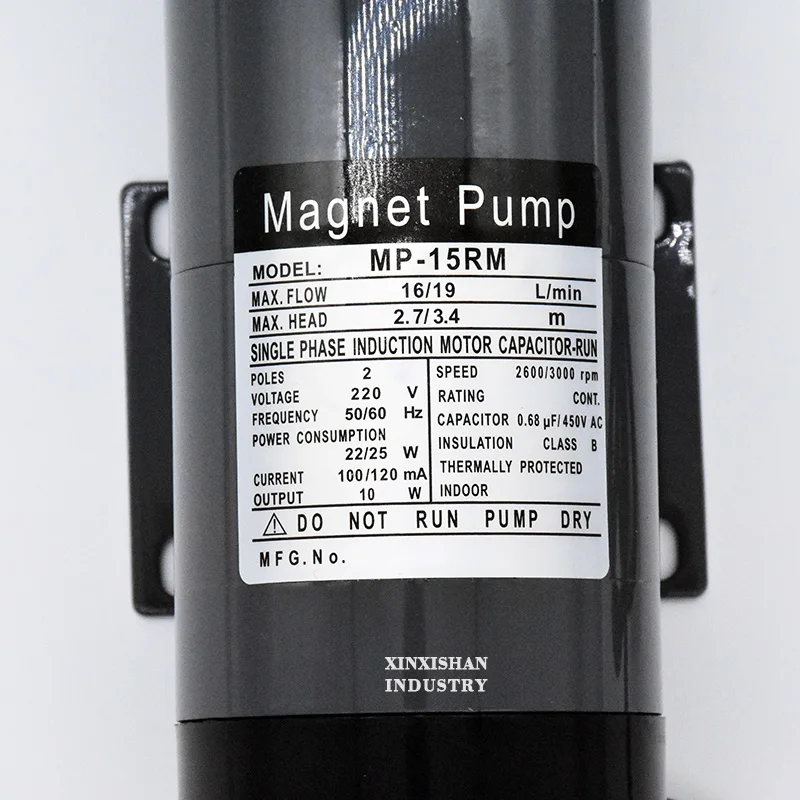 Magnet Pump
MODEL: MP-15RM
MAX. FLOW 16/19 L/min
MAX. HEAD 2.7/3.4 m
SINGLE PHASE INDUCTION MOTOR CAPACITOR-RUN
POLES 2
VOLTAGE 220 V
FREQUENCY 50/60 Hz
POWER CONSUMPTION
22/25 W
CURRENT 100/120 mA
OUTPUT 10 W
SPEED 2600/3000 rpm
RATING CONT.
CAPACITOR 0.68 µF/450V AC
INSULATION CLASS B
THERMALLY PROTECTED
INDOOR
⚠ DO NOT RUN PUMP DRY
MFG.No.
XINXISHAN
INDUSTRY